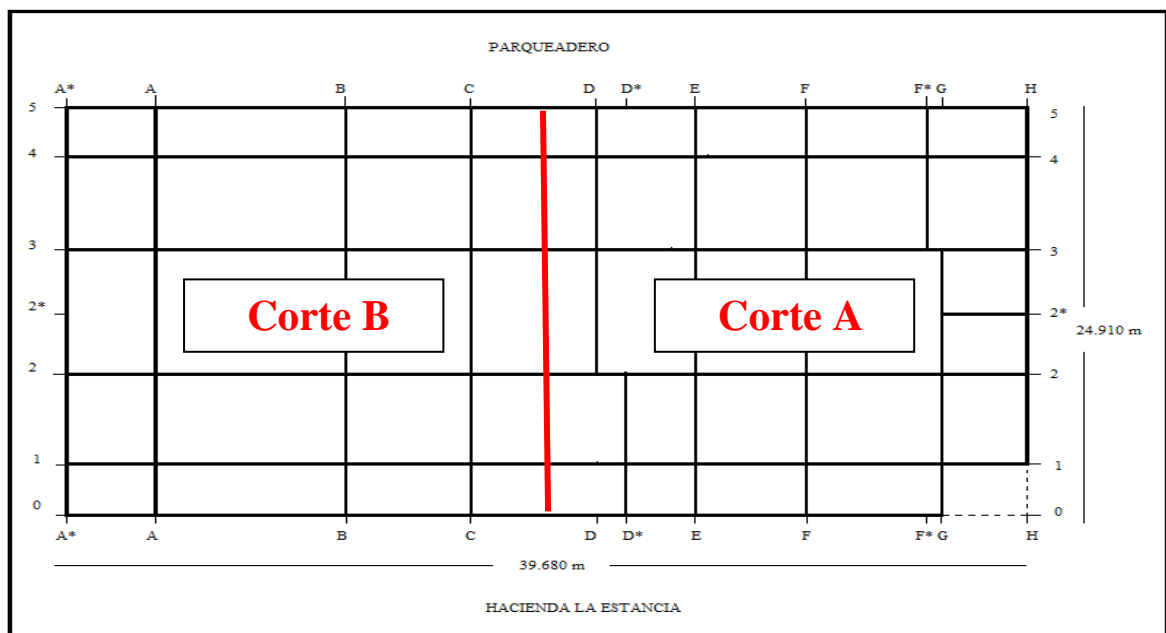 PARQUEADERO
A* A B C D D* E F F* G H
5 5
4 4
3 3
2* 2*
Corte B Corte A
24.910 m
2 2
1 1
0 0
A* A B C D D* E F F* G H
39.680 m
HACIENDA LA ESTANCIA